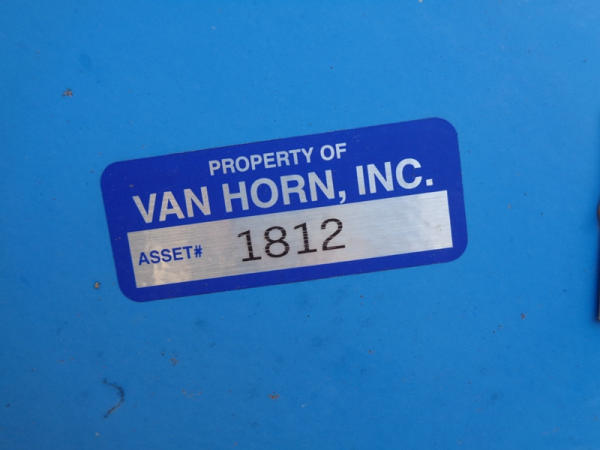 PROPERTY OF
VAN HORN, INC.
ASSET# 1812